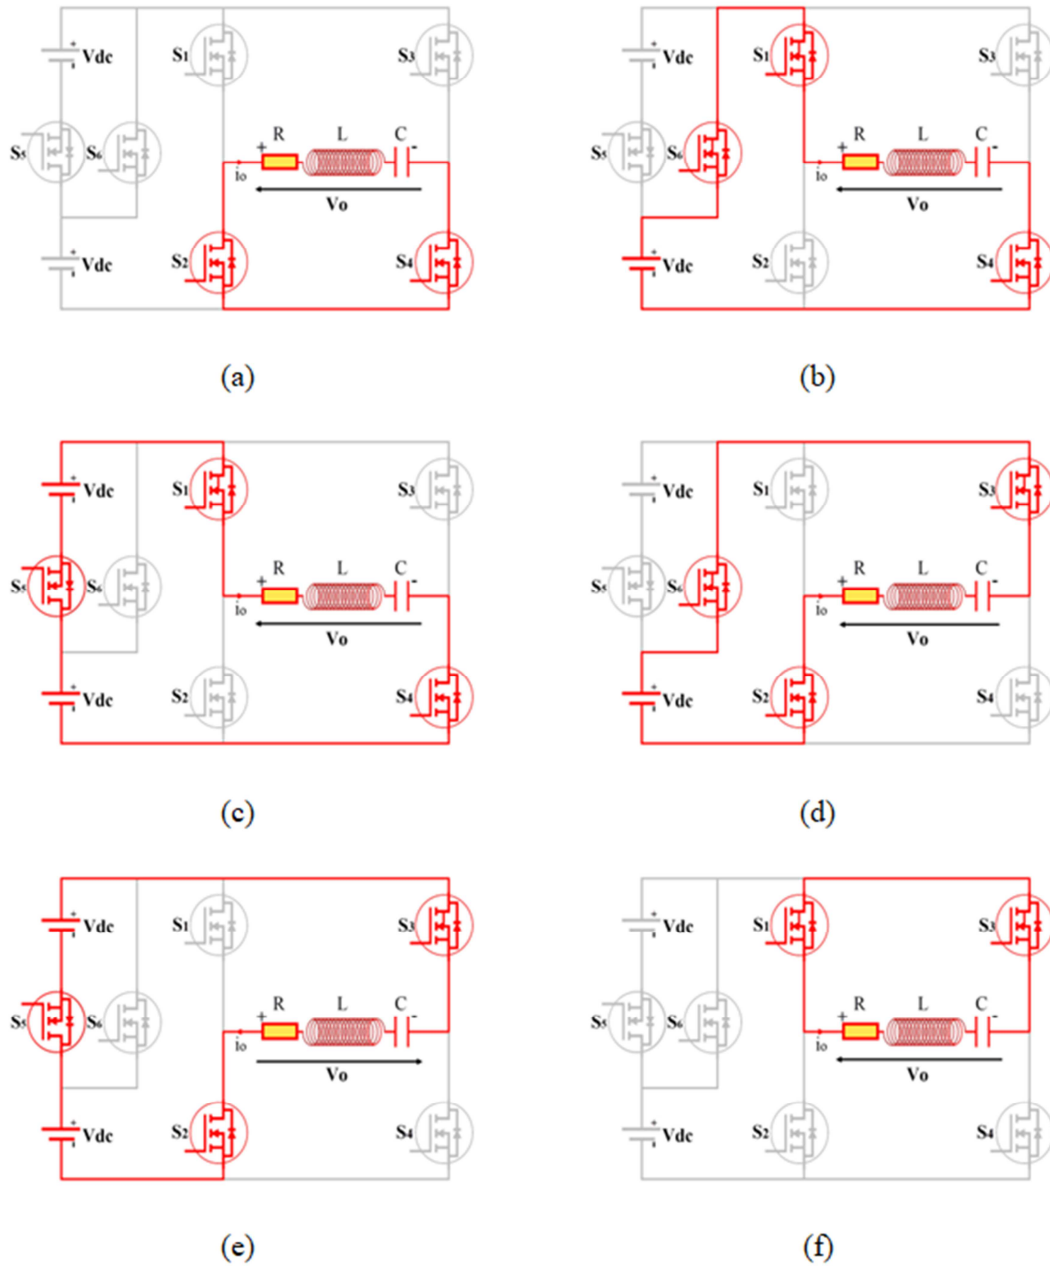 + Vdc - S1 S3
S5 S6 + R L C - io Vo
+ Vdc - S2 S4
(a)
+ Vdc - S1 S3
S5 S6 + R L C - io Vo
+ Vdc - S2 S4
(b)
+ Vdc - S1 S3
S5 S6 + R L C - io Vo
+ Vdc - S2 S4
(c)
+ Vdc - S1 S3
S5 S6 + R L C - io Vo
+ Vdc - S2 S4
(d)
+ Vdc - S1 S3
S5 S6 + R L C - io Vo
+ Vdc - S2 S4
(e)
+ Vdc - S1 S3
S5 S6 + R L C - io Vo
+ Vdc - S2 S4
(f)